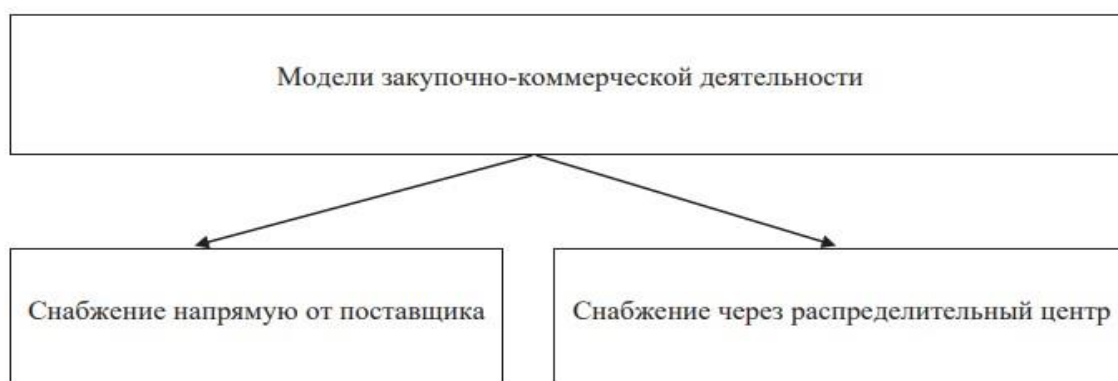 Модели закупочно-коммерческой деятельности
Снабжение напрямую от поставщика
Снабжение через распределительный центр